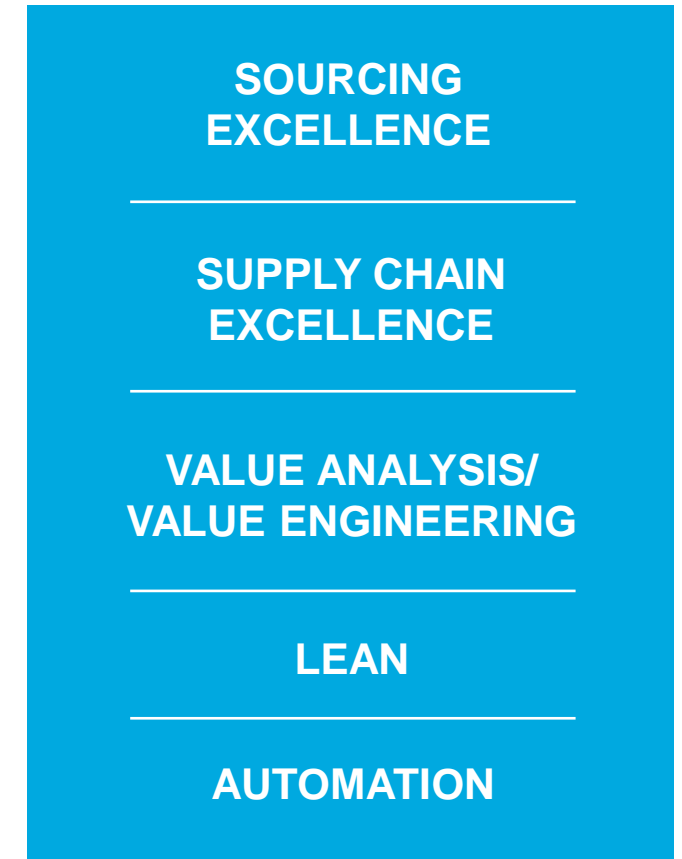 SOURCING
EXCELLENCE
SUPPLY CHAIN
EXCELLENCE
VALUE ANALYSIS/
VALUE ENGINEERING
LEAN
AUTOMATION